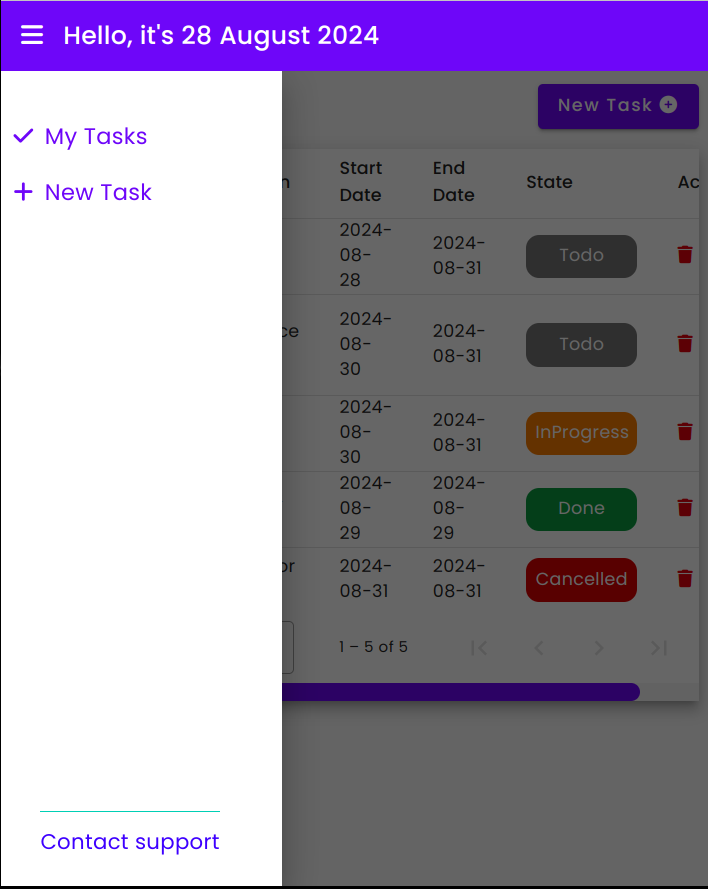 Hello, it's 28 August 2024
My Tasks
New Task
New Task
n
Start
Date
End
Date
State
Ac
2024-
08-
28
2024-
08-31
Todo
ce
2024-
08-
30
2024-
08-31
Todo
2024-
08-
30
2024-
08-31
InProgress
2024-
08-
29
2024-
08-
29
Done
or
2024-
08-31
2024-
08-31
Cancelled
1 – 5 of 5
Contact support